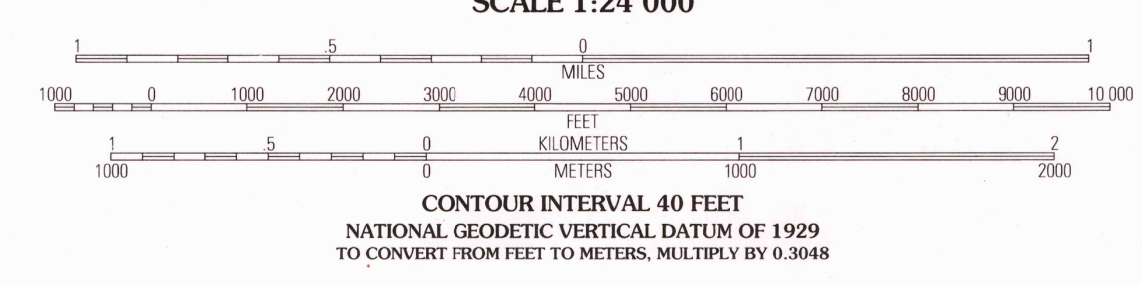 SCALE 1:24 000
1 .5 0 1
MILES
1000 0 1000 2000 3000 4000 5000 6000 7000 8000 9000 10 000
FEET
1 .5 0 KILOMETERS 1 2
1000 0 METERS 1000 2000
CONTOUR INTERVAL 40 FEET
NATIONAL GEODETIC VERTICAL DATUM OF 1929
TO CONVERT FROM FEET TO METERS, MULTIPLY BY 0.3048